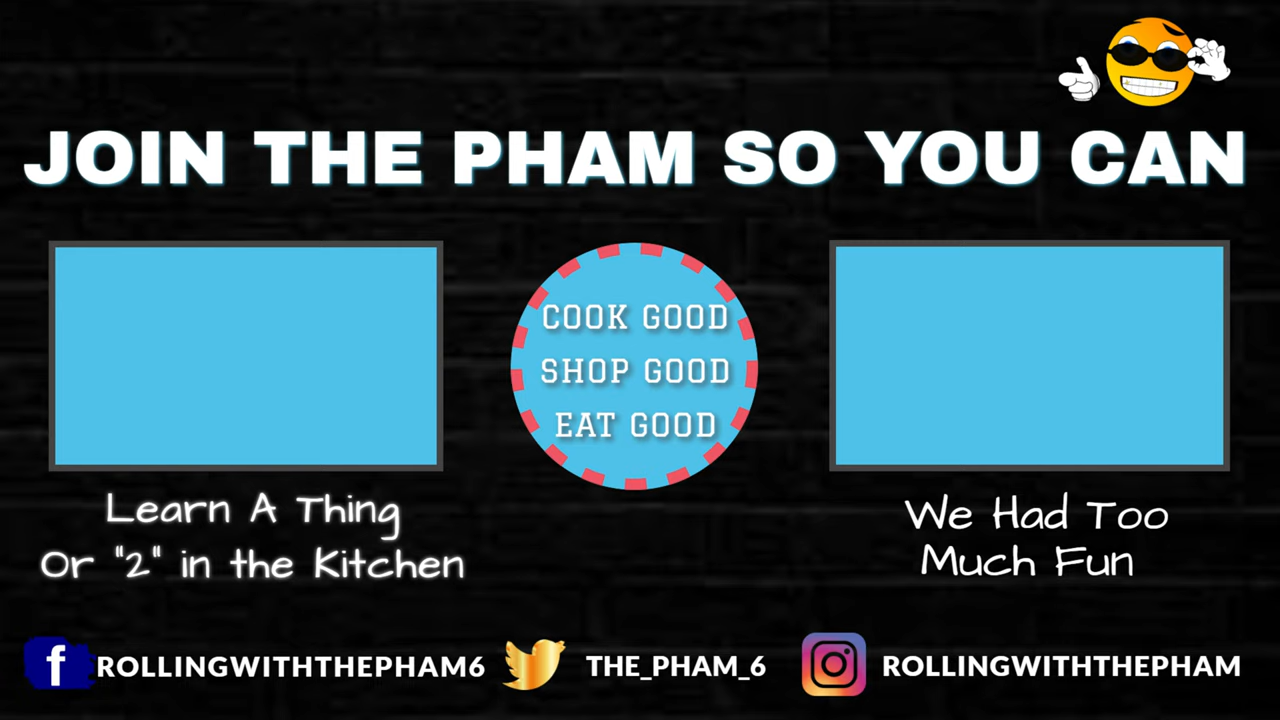 JOIN THE PHAM SO YOU CAN
COOK GOOD
SHOP GOOD
EAT GOOD
Learn A Thing
Or "2" in the Kitchen
We Had Too
Much Fun
f ROLLINGWITHTHEPHAM6
THE_PHAM_6
ROLLINGWITHTHEPHAM